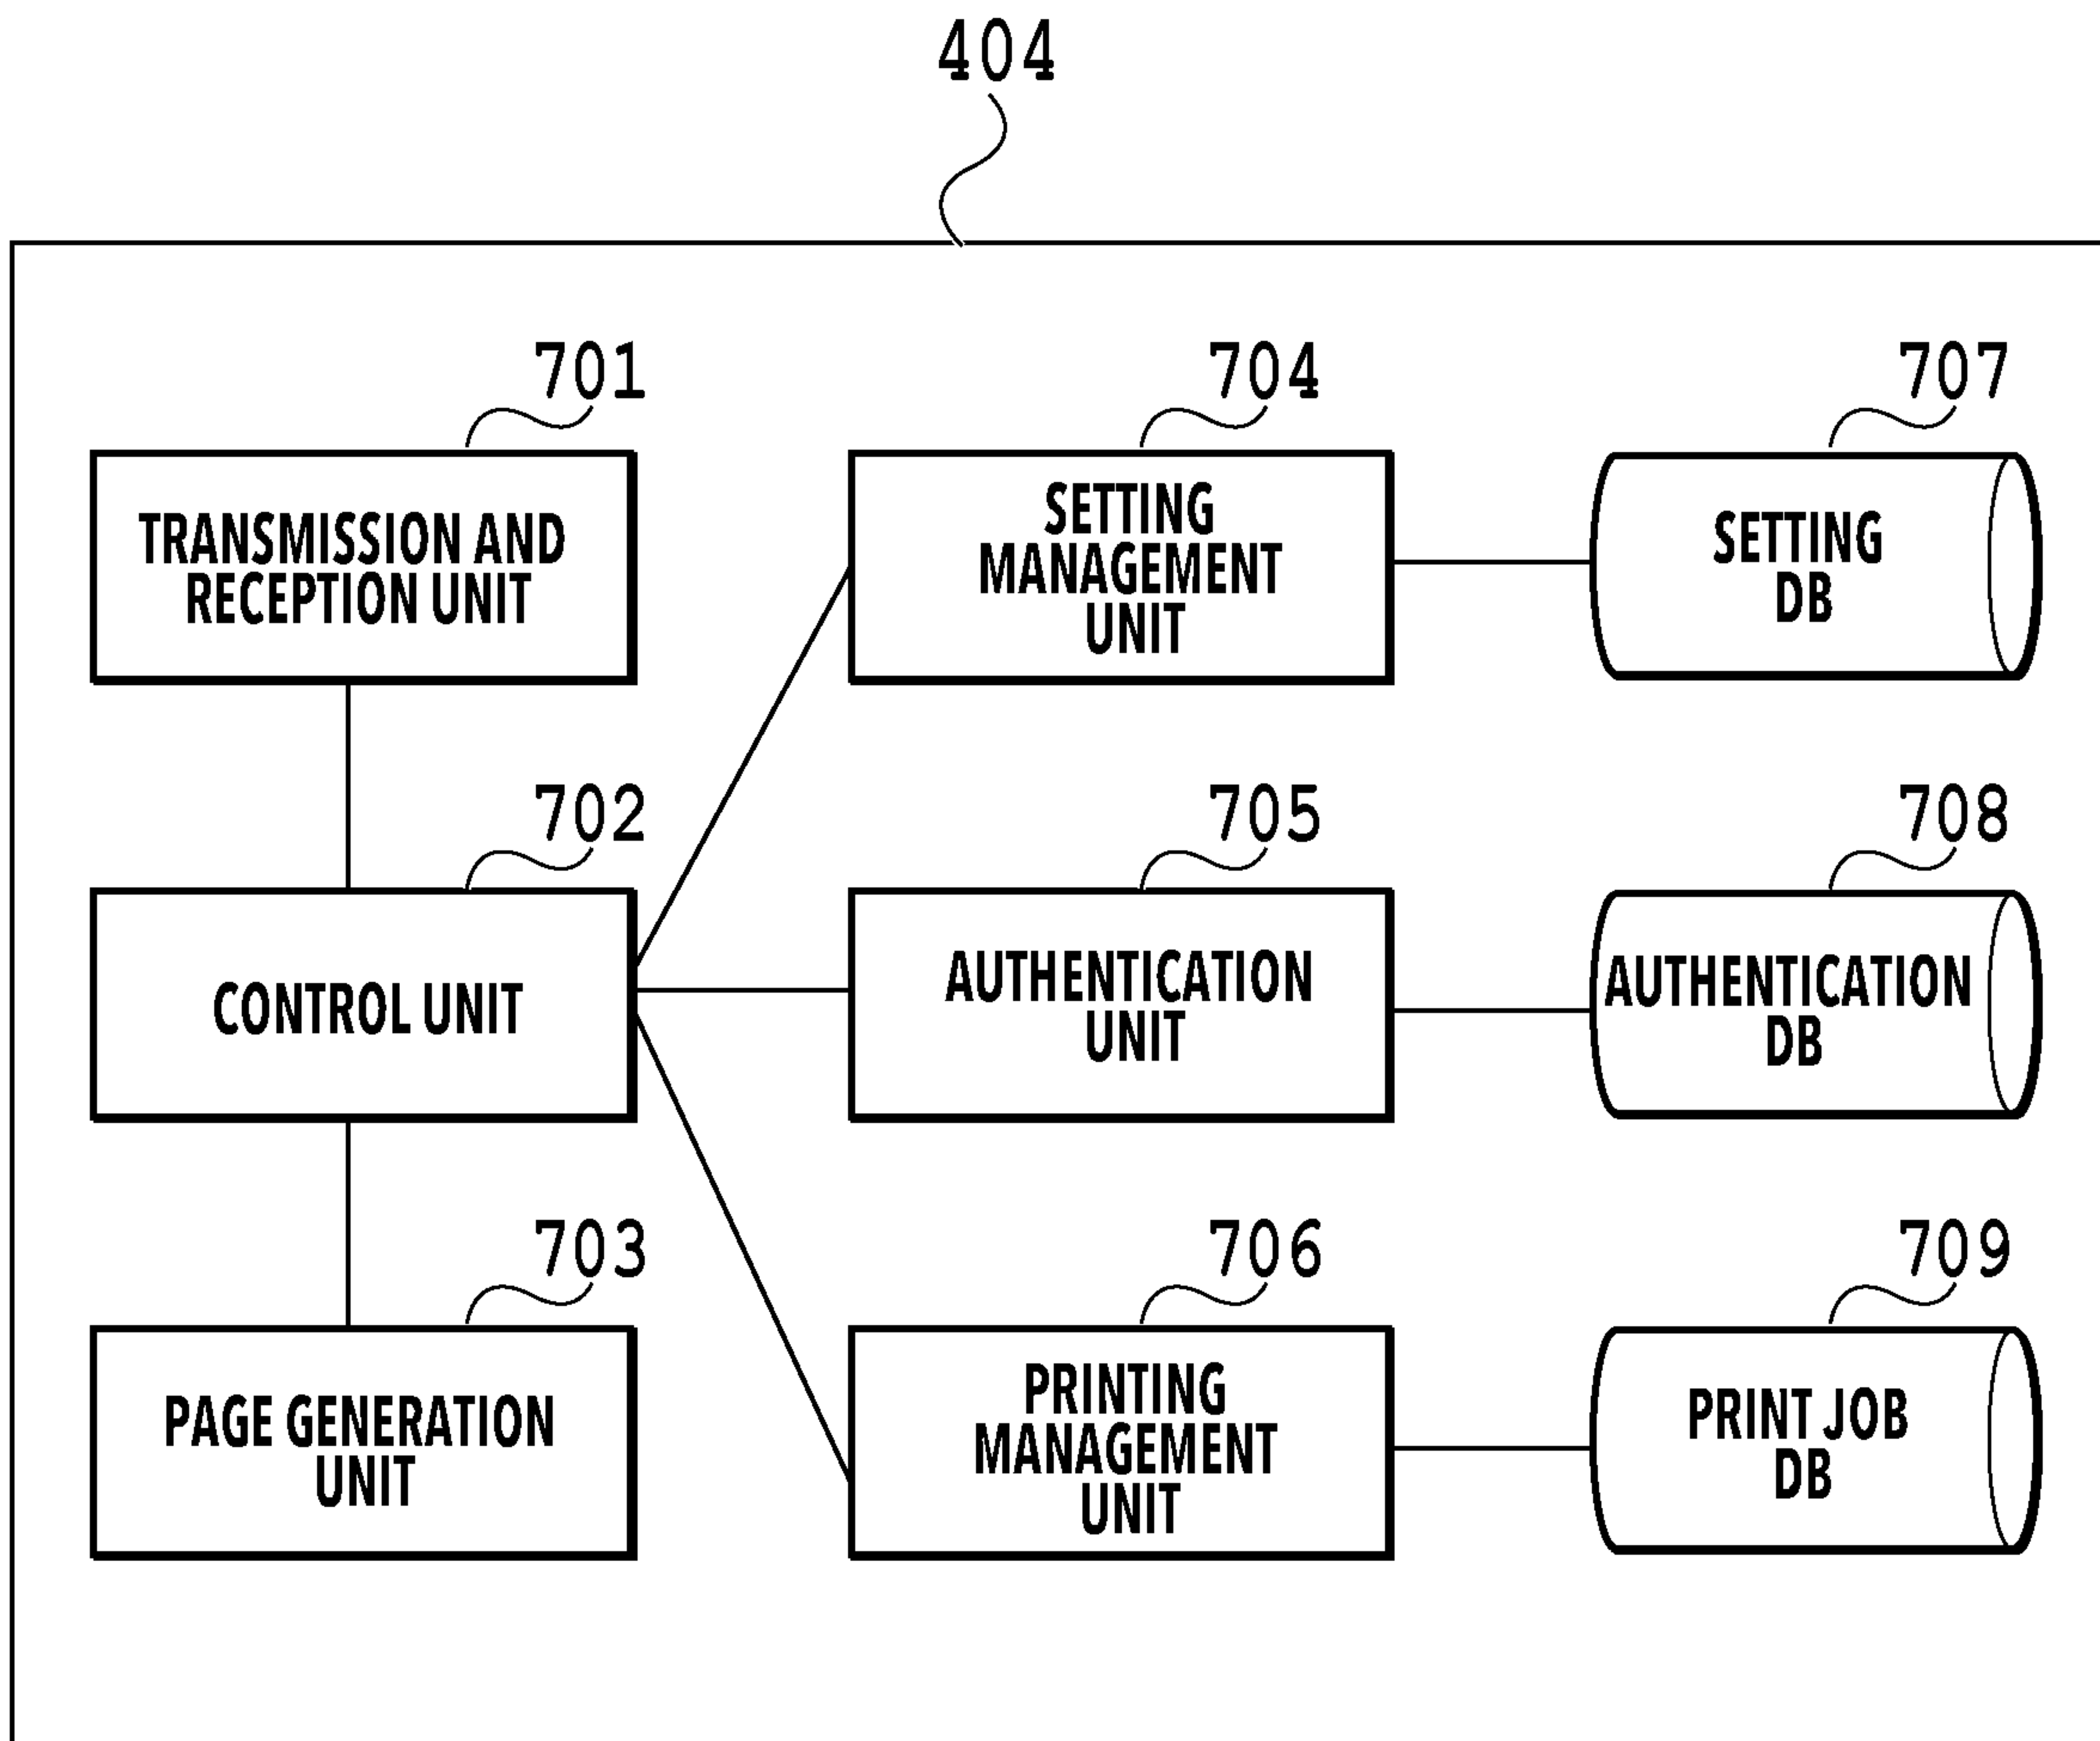 404
701
TRANSMISSION AND
RECEPTION UNIT
704
SETTING
MANAGEMENT
UNIT
707
SETTING
DB
702
CONTROL UNIT
705
AUTHENTICATION
UNIT
708
AUTHENTICATION
DB
703
PAGE GENERATION
UNIT
706
PRINTING
MANAGEMENT
UNIT
709
PRINT JOB
DB